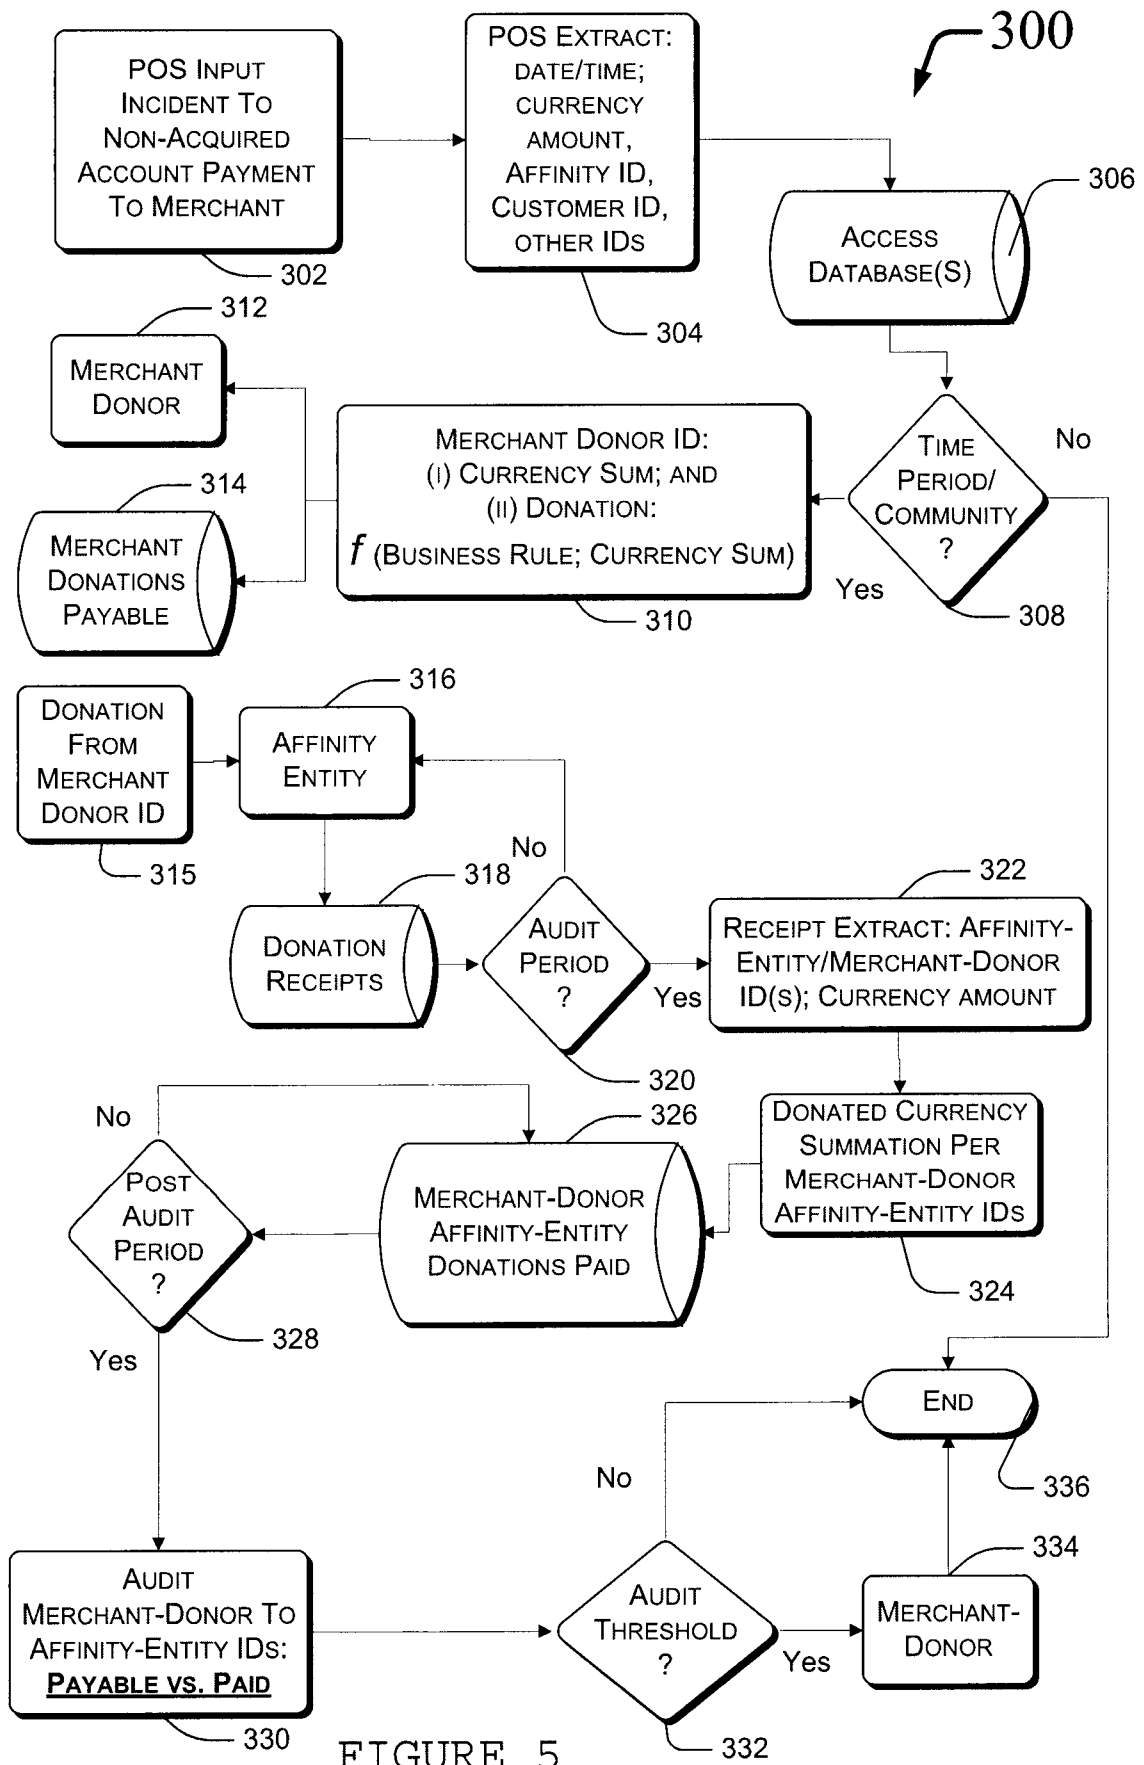 300
POS INPUT
INCIDENT TO
NON-ACQUIRED
ACCOUNT PAYMENT
TO MERCHANT
302
POS EXTRACT:
DATE/TIME;
CURRENCY
AMOUNT,
AFFINITY ID,
CUSTOMER ID,
OTHER IDS
304
ACCESS
DATABASE(S)
306
TIME
PERIOD/
COMMUNITY
?
No
Yes
308
MERCHANT DONOR ID:
(I) CURRENCY SUM; AND
(II) DONATION:
f (BUSINESS RULE; CURRENCY SUM)
310
312
MERCHANT
DONOR
314
MERCHANT
DONATIONS
PAYABLE
DONATION
FROM
MERCHANT
DONOR ID
315
316
AFFINITY
ENTITY
318
DONATION
RECEIPTS
No
AUDIT
PERIOD
?
Yes
320
322
RECEIPT EXTRACT: AFFINITY-
ENTITY/MERCHANT-DONOR
ID(S); CURRENCY AMOUNT
DONATED CURRENCY
SUMMATION PER
MERCHANT-DONOR
AFFINITY-ENTITY IDS
324
326
MERCHANT-DONOR
AFFINITY-ENTITY
DONATIONS PAID
No
POST
AUDIT
PERIOD
?
328
Yes
AUDIT
MERCHANT-DONOR TO
AFFINITY-ENTITY IDS:
PAYABLE VS. PAID
330
No
AUDIT
THRESHOLD
?
Yes
332
334
MERCHANT-
DONOR
END
336
FIGURE 5